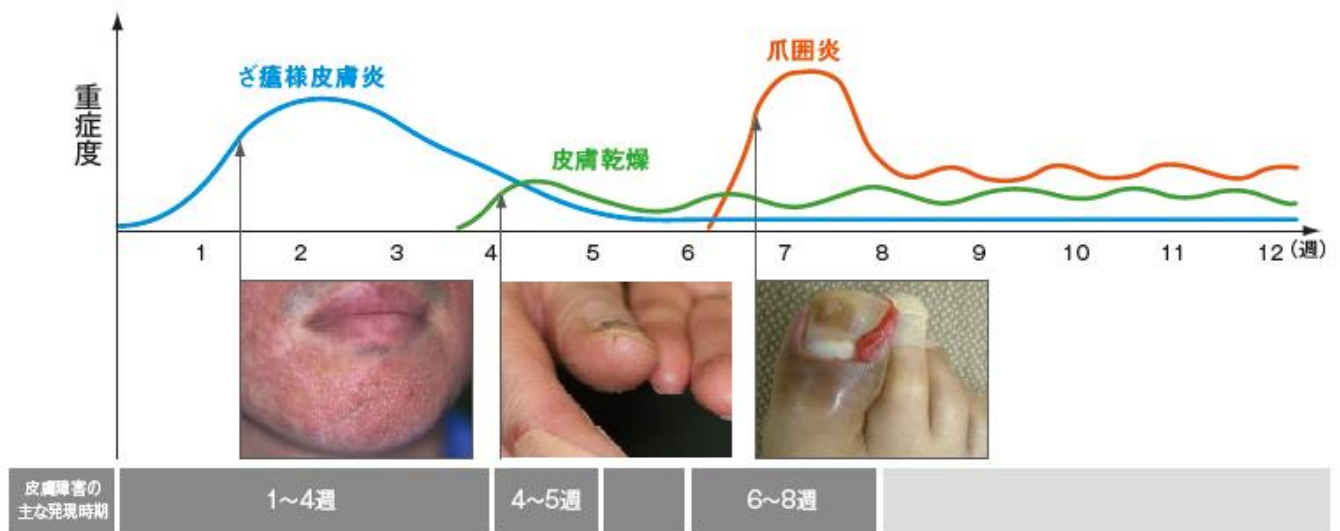 爪囲炎
ざ瘡様皮膚炎
重症度
皮膚乾燥
1 2 3 4 5 6 7 8 9 10 11 12 (週)
皮膚障害の
主な発現時期
1～4週 4～5週 6～8週